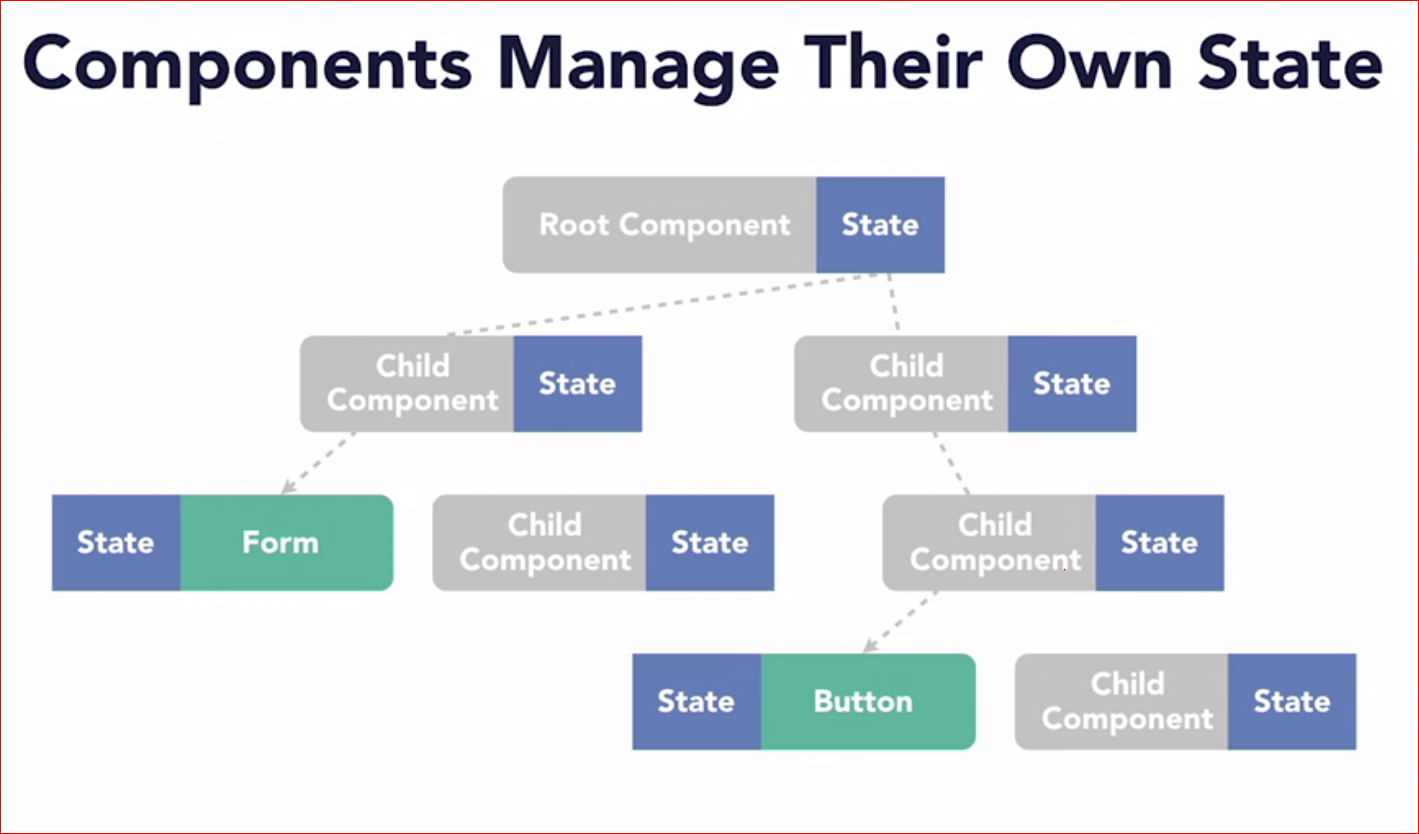 Components Manage Their Own State
Root Component
State
Child
Component
State
Child
Component
State
State
Form
Child
Component
State
Child
Component
State
State
Button
Child
Component
State